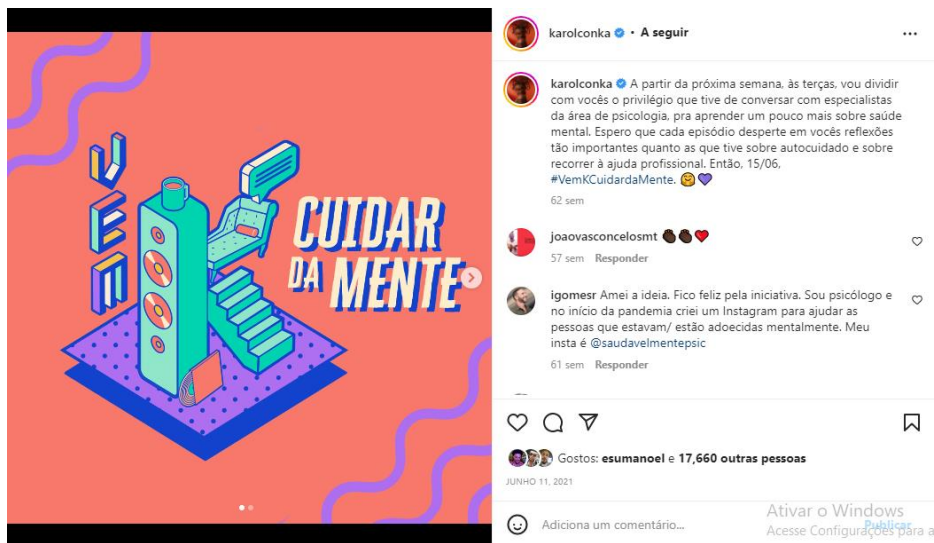 VEM
K
CUIDAR
DA MENTE
karolconka • A seguir
karolconka A partir da próxima semana, às terças, vou dividir
com vocês o privilégio que tive de conversar com especialistas
da área de psicologia, pra aprender um pouco mais sobre saúde
mental. Espero que cada episódio desperte em vocês reflexões
tão importantes quanto as que tive sobre autocuidado e sobre
recorrer à ajuda profissional. Então, 15/06,
#VemKCuidardaMente. 🤗💜
62 sem
joaovasconcelosmt 👏🏿👏🏿❤️
57 sem Responder
igomesr Amei a ideia. Fico feliz pela iniciativa. Sou psicólogo e
no início da pandemia criei um Instagram para ajudar as
pessoas que estavam/ estão adoecidas mentalmente. Meu
insta é @saudavelmentepsic
61 sem Responder
Gostos: esumanoel e 17,660 outras pessoas
JUNHO 11, 2021
Adiciona um comentário...
Publicar
Ativar o Windows
Acesse Configurações para a